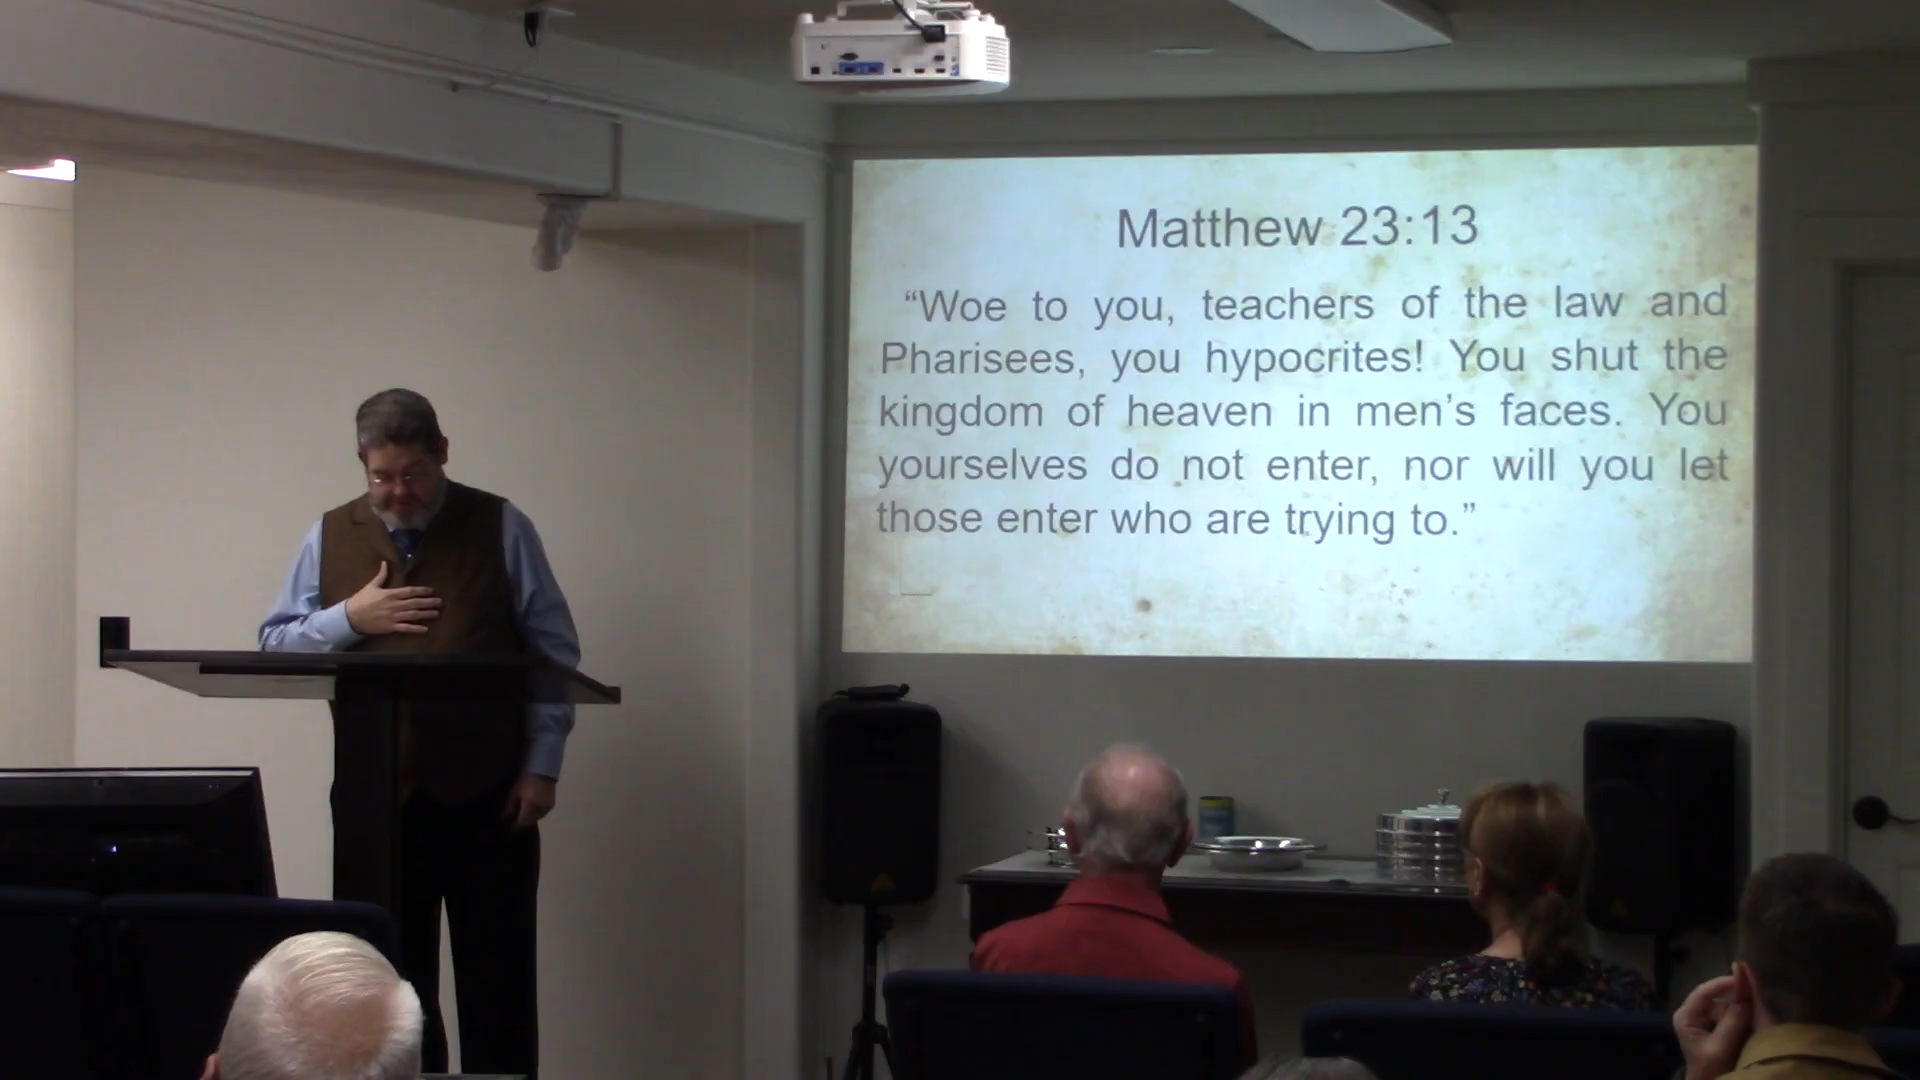 Matthew 23:13
“Woe to you, teachers of the law and
Pharisees, you hypocrites! You shut the
kingdom of heaven in men’s faces. You
yourselves do not enter, nor will you let
those enter who are trying to.”